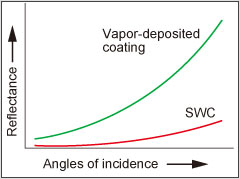 Vapor-deposited
coating
SWC
Reflectance
Angles of incidence